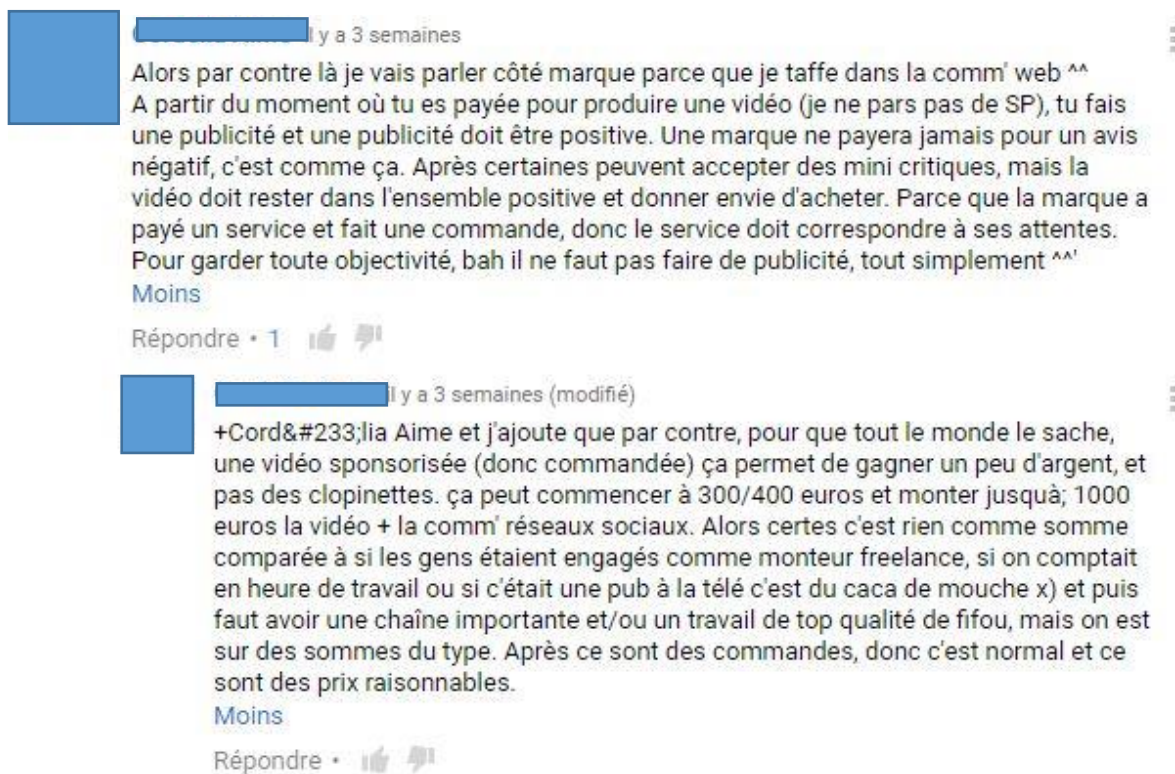 y a 3 semaines
Alors par contre là je vais parler côté marque parce que je taffe dans la comm' web ^^
A partir du moment où tu es payée pour produire une vidéo (je ne pars pas de SP), tu fais
une publicité et une publicité doit être positive. Une marque ne payera jamais pour un avis
négatif, c'est comme ça. Après certaines peuvent accepter des mini critiques, mais la
vidéo doit rester dans l'ensemble positive et donner envie d'acheter. Parce que la marque a
payé un service et fait une commande, donc le service doit correspondre à ses attentes.
Pour garder toute objectivité, bah il ne faut pas faire de publicité, tout simplement ^^'
Moins
Répondre • 1
il y a 3 semaines (modifié)
+Cord&#233;lia Aime et j'ajoute que par contre, pour que tout le monde le sache,
une vidéo sponsorisée (donc commandée) ça permet de gagner un peu d'argent, et
pas des clopinettes. ça peut commencer à 300/400 euros et monter jusquà; 1000
euros la vidéo + la comm' réseaux sociaux. Alors certes c'est rien comme somme
comparée à si les gens étaient engagés comme monteur freelance, si on comptait
en heure de travail ou si c'était une pub à la télé c'est du caca de mouche x) et puis
faut avoir une chaîne importante et/ou un travail de top qualité de fifou, mais on est
sur des sommes du type. Après ce sont des commandes, donc c'est normal et ce
sont des prix raisonnables.
Moins
Répondre •